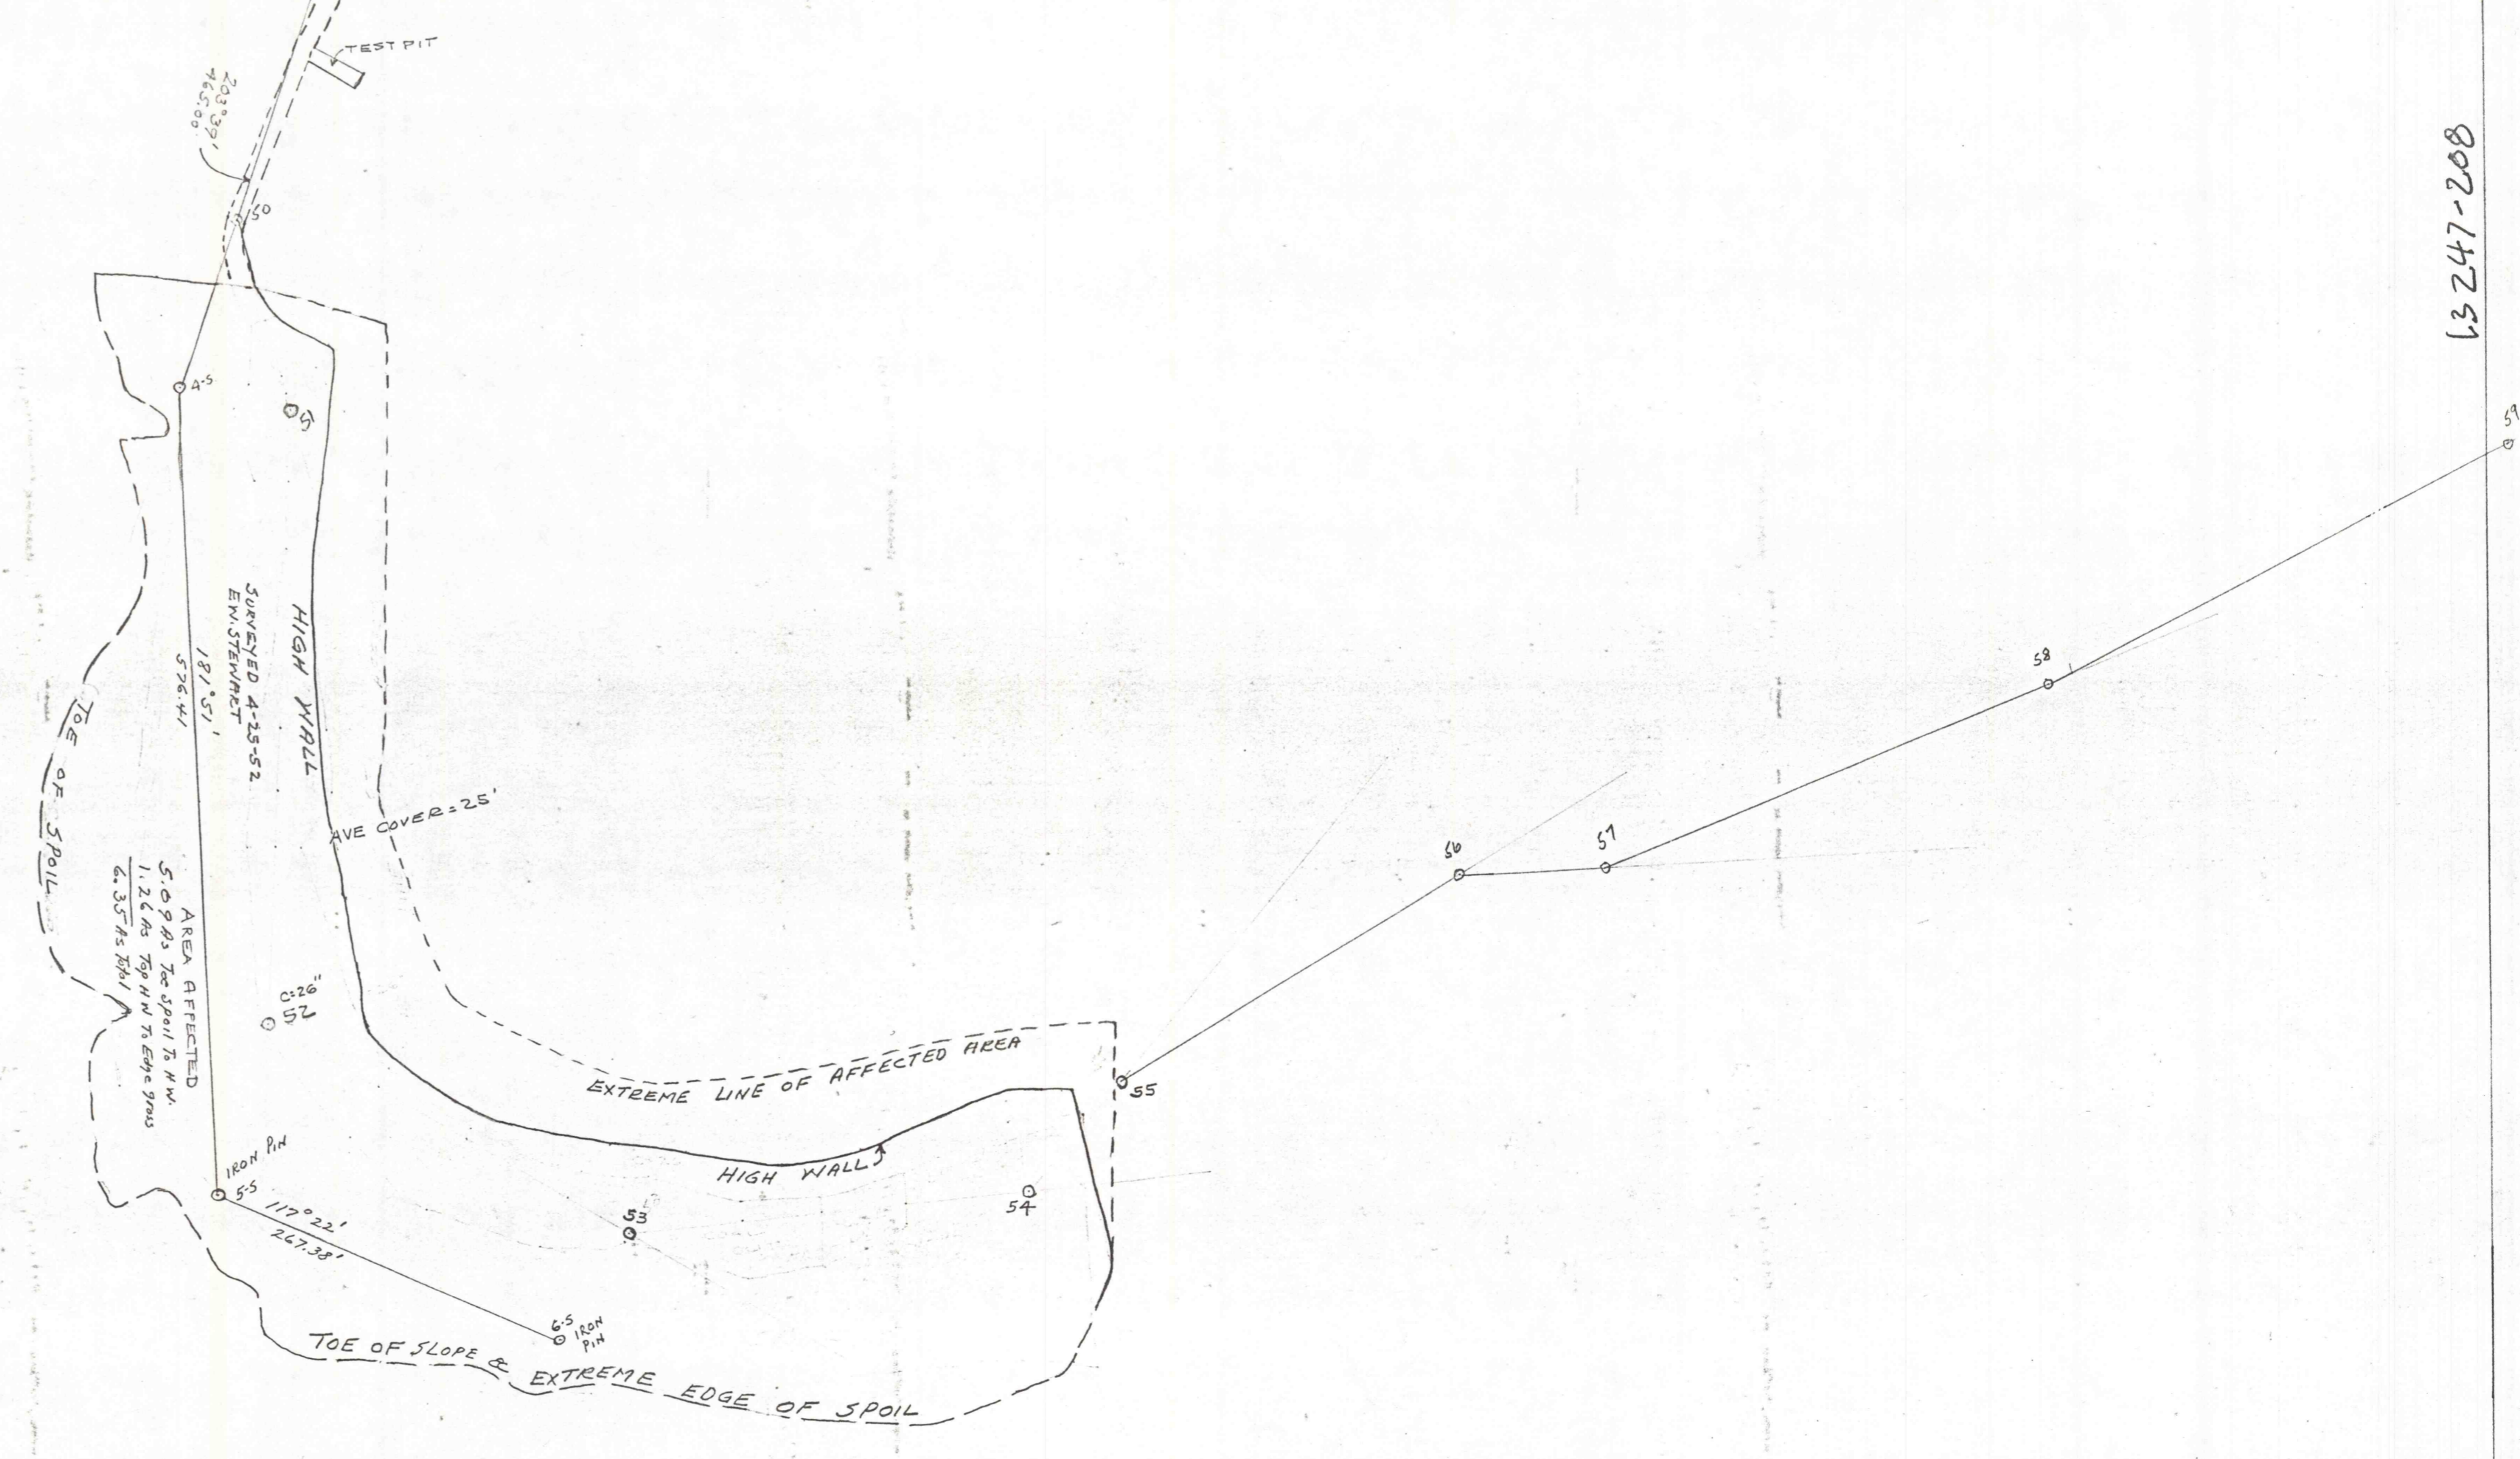 TEST PIT
203°39'
465.00'
50
4-S
51
HIGH WALL
SURVEYED 4-25-52
E.W. STEWART
181°51'
576.41
TOE OF SPOIL
AVE COVER = 25'
AREA AFFECTED
5.09 As Toe Spoil To H W.
1.26 As Top H W To Edge grass
6.35 As Total
C=26"
52
IRON PIN
5-S
117°22'
267.38'
6-S IRON
PIN
53
54
55
56
57
58
59
EXTREME LINE OF AFFECTED AREA
HIGH WALL
TOE OF SLOPE & EXTREME EDGE OF SPOIL
13247-208